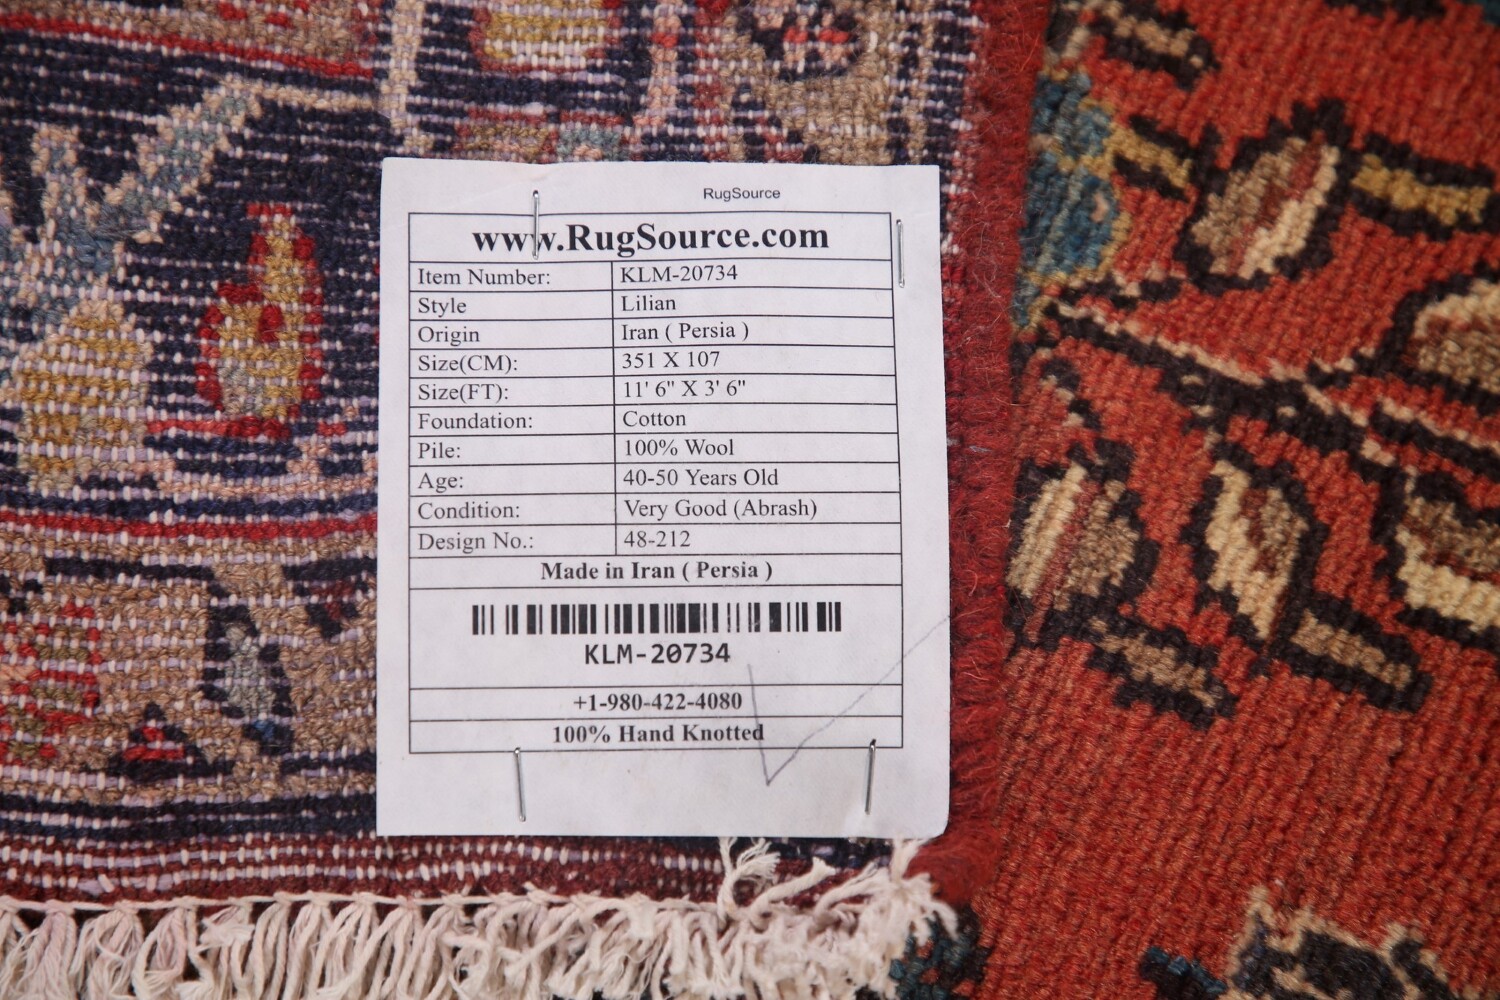 RugSource
www.RugSource.com
Item Number: KLM-20734
Style Lilian
Origin Iran ( Persia )
Size(CM): 351 X 107
Size(FT): 11' 6" X 3' 6"
Foundation: Cotton
Pile: 100% Wool
Age: 40-50 Years Old
Condition: Very Good (Abrash)
Design No.: 48-212
Made in Iran ( Persia )
KLM-20734
+1-980-422-4080
100% Hand Knotted